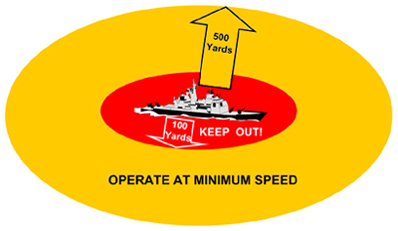 500
Yards
100
Yards
KEEP OUT!
OPERATE AT MINIMUM SPEED